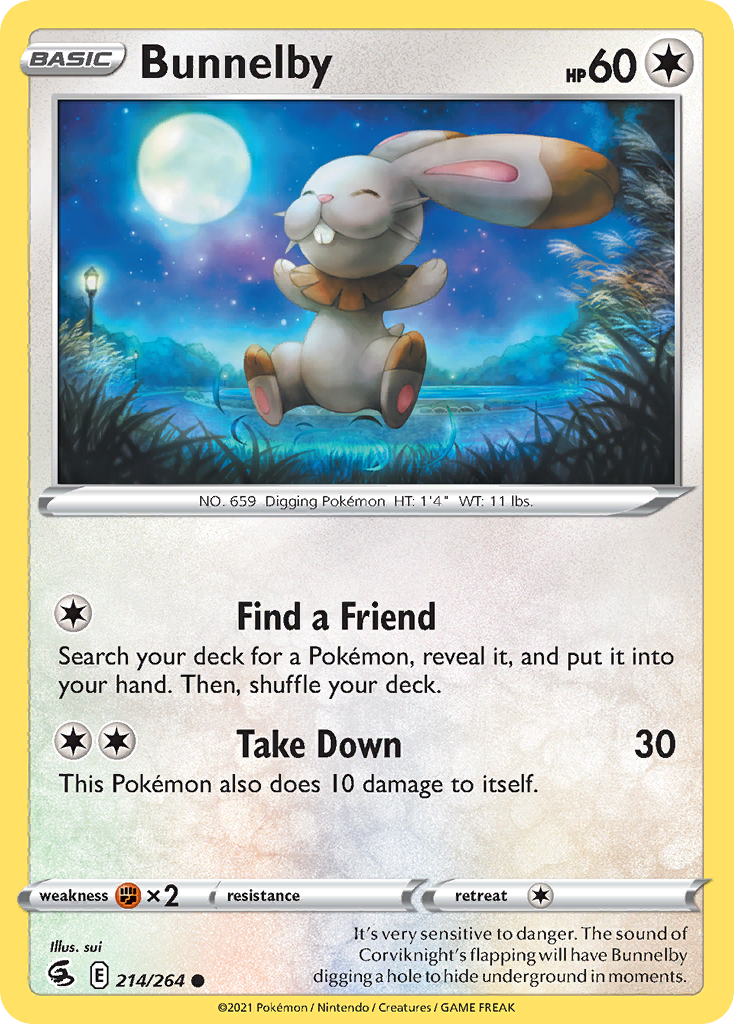 BASIC Bunnelby HP 60
NO. 659 Digging Pokémon HT: 1'4" WT: 11 lbs.
Find a Friend
Search your deck for a Pokémon, reveal it, and put it into
your hand. Then, shuffle your deck.
Take Down 30
This Pokémon also does 10 damage to itself.
weakness ×2 resistance retreat
Illus. sui
It's very sensitive to danger. The sound of
Corviknight's flapping will have Bunnelby
digging a hole to hide underground in moments.
E 214/264
©2021 Pokémon / Nintendo / Creatures / GAME FREAK